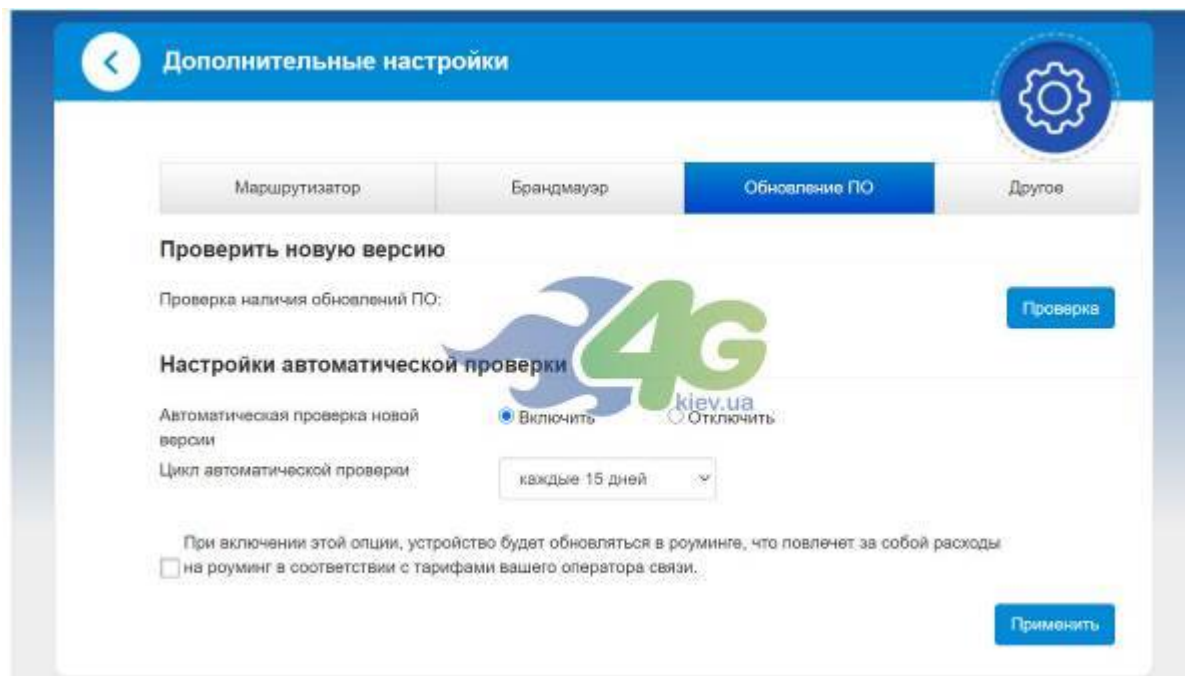 Дополнительные настройки
Маршрутизатор Брандмауэр Обновление ПО Другое
Проверить новую версию
Проверка наличия обновлений ПО: Проверка
Настройки автоматической проверки
4G
kiev.ua
Автоматическая проверка новой
версии
Включить Отключить
Цикл автоматической проверки каждые 15 дней
При включении этой опции, устройство будет обновляться в роуминге, что повлечет за собой расходы
на роуминг в соответствии с тарифами вашего оператора связи.
Применить